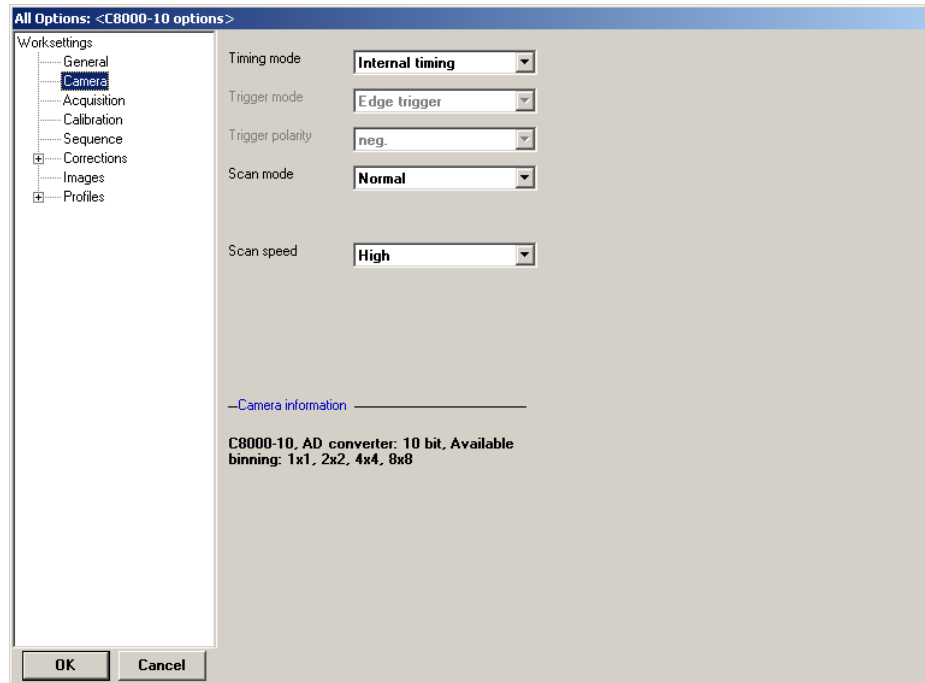 All Options: <C8000-10 options>
Worksettings
General
Camera
Acquisition
Calibration
Sequence
Corrections
Images
Profiles
Timing mode Internal timing
Trigger mode Edge trigger
Trigger polarity neg.
Scan mode Normal
Scan speed High
Camera information
C8000-10, AD converter: 10 bit, Available
binning: 1x1, 2x2, 4x4, 8x8
OK Cancel